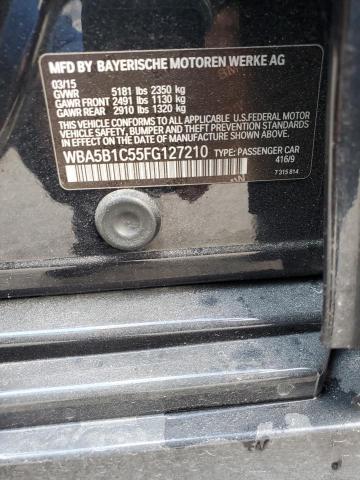 MFD BY BAYERISCHE MOTOREN WERKE AG
03/15
GVWR 5181 lbs 2350 kg
GAWR FRONT 2491 lbs 1130 kg
GAWR REAR 2910 lbs 1320 kg
THIS VEHICLE CONFORMS TO ALL APPLICABLE
U.S. FEDERAL MOTOR
VEHICLE SAFETY, BUMPER, AND THEFT PREVENTION
STANDARDS IN EFFECT ON THE DATE OF
MANUFACTURE SHOWN ABOVE.
WBA5B1C55FG127210 TYPE: PASSENGER CAR
416/9
7 315 814